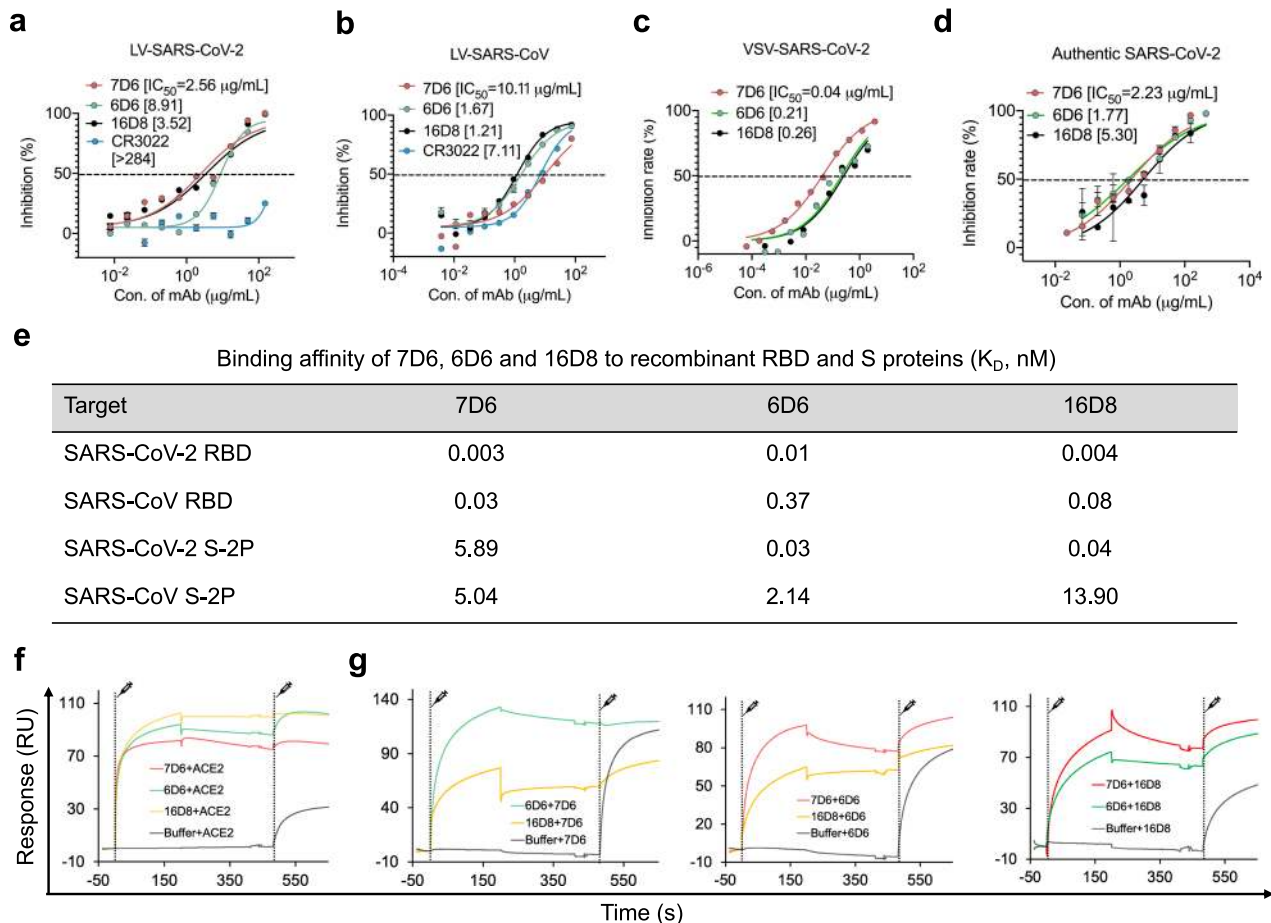 a
LV-SARS-CoV-2
7D6 [IC50=2.56 μg/mL]
6D6 [8.91]
16D8 [3.52]
CR3022
[>284]
100
50
0
Inhibition (%)
10-2
100
102
Con. of mAb (μg/mL)
b
LV-SARS-CoV
7D6 [IC50=10.11 μg/mL]
6D6 [1.67]
16D8 [1.21]
CR3022 [7.11]
100
50
0
Inhibition (%)
10-4
10-2
100
102
Con. of mAb (μg/mL)
c
VSV-SARS-CoV-2
7D6 [IC50=0.04 μg/mL]
6D6 [0.21]
16D8 [0.26]
100
50
0
Inhibition rate (%)
10-6
10-4
10-2
100
102
Con. of mAb (μg/mL)
d
Authentic SARS-CoV-2
7D6 [IC50=2.23 μg/mL]
6D6 [1.77]
16D8 [5.30]
100
50
0
Inhibition rate (%)
10-2
100
102
104
Con. of mAb (μg/mL)
e
Binding affinity of 7D6, 6D6 and 16D8 to recombinant RBD and S proteins (KD, nM)
Target 7D6 6D6 16D8
SARS-CoV-2 RBD 0.003 0.01 0.004
SARS-CoV RBD 0.03 0.37 0.08
SARS-CoV-2 S-2P 5.89 0.03 0.04
SARS-CoV S-2P 5.04 2.14 13.90
f
Response (RU)
110
70
30
-10
7D6+ACE2
6D6+ACE2
16D8+ACE2
Buffer+ACE2
-50 150 350 550
g
140
90
40
-10
6D6+7D6
16D8+7D6
Buffer+7D6
-50 150 350 550
120
100
80
60
40
20
0
7D6+6D6
16D8+6D6
Buffer+6D6
-50 150 350 550
110
90
70
50
30
10
-10
7D6+16D8
6D6+16D8
Buffer+16D8
-50 150 350 550
Time (s)